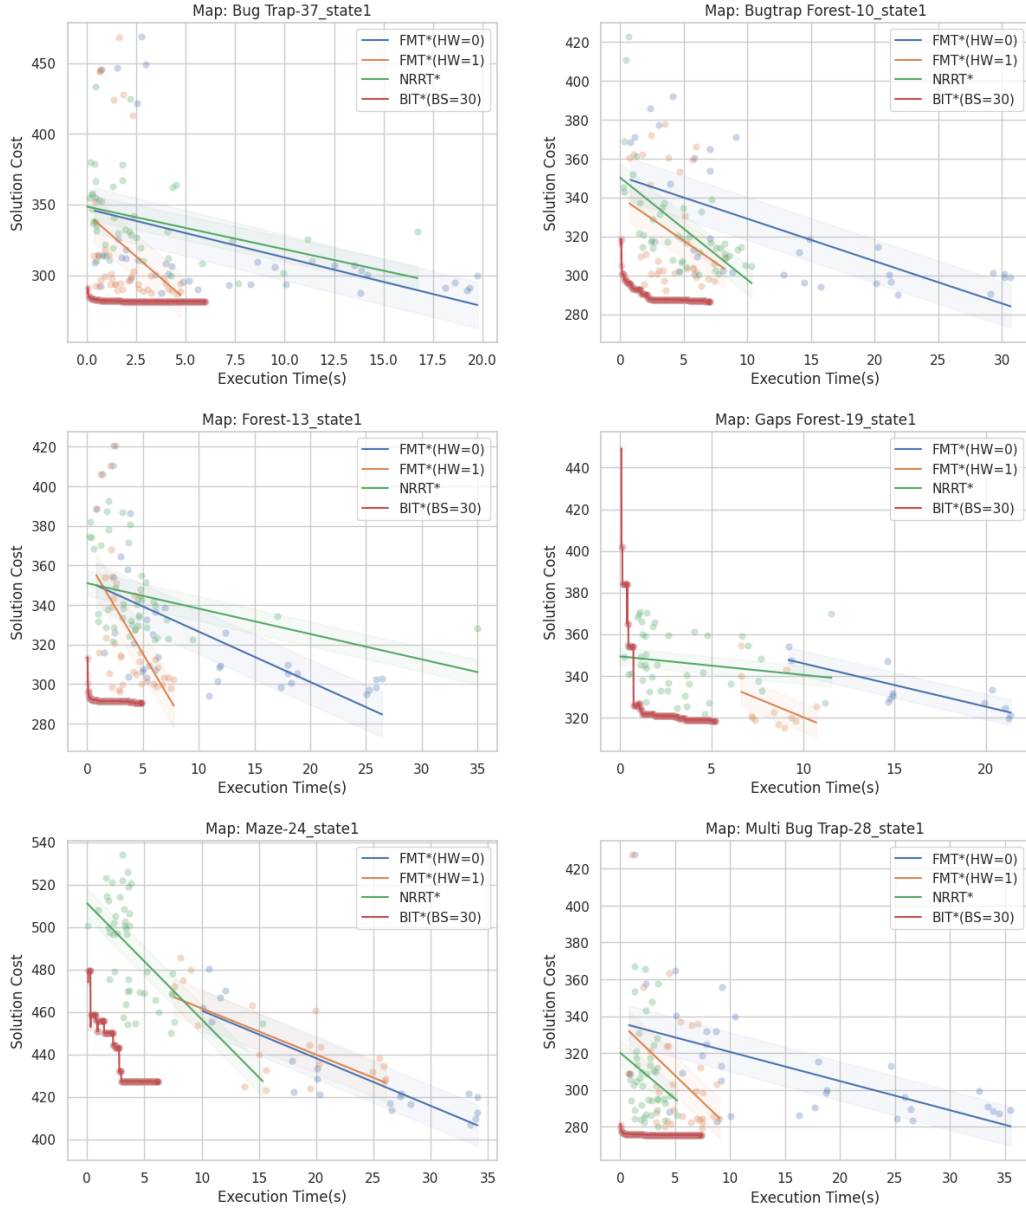 Map: Bug Trap-37_state1
Solution Cost
450
400
350
300
0.0 2.5 5.0 7.5 10.0 12.5 15.0 17.5 20.0
Execution Time(s)
FMT*(HW=0)
FMT*(HW=1)
NRRT*
BIT*(BS=30)
Map: Bugtrap Forest-10_state1
Solution Cost
420
400
380
360
340
320
300
280
0 5 10 15 20 25 30
Execution Time(s)
FMT*(HW=0)
FMT*(HW=1)
NRRT*
BIT*(BS=30)
Map: Forest-13_state1
Solution Cost
420
400
380
360
340
320
300
280
0 5 10 15 20 25 30 35
Execution Time(s)
FMT*(HW=0)
FMT*(HW=1)
NRRT*
BIT*(BS=30)
Map: Gaps Forest-19_state1
Solution Cost
440
420
400
380
360
340
320
0 5 10 15 20
Execution Time(s)
FMT*(HW=0)
FMT*(HW=1)
NRRT*
BIT*(BS=30)
Map: Maze-24_state1
Solution Cost
540
520
500
480
460
440
420
400
0 5 10 15 20 25 30 35
Execution Time(s)
FMT*(HW=0)
FMT*(HW=1)
NRRT*
BIT*(BS=30)
Map: Multi Bug Trap-28_state1
Solution Cost
420
400
380
360
340
320
300
280
0 5 10 15 20 25 30 35
Execution Time(s)
FMT*(HW=0)
FMT*(HW=1)
NRRT*
BIT*(BS=30)